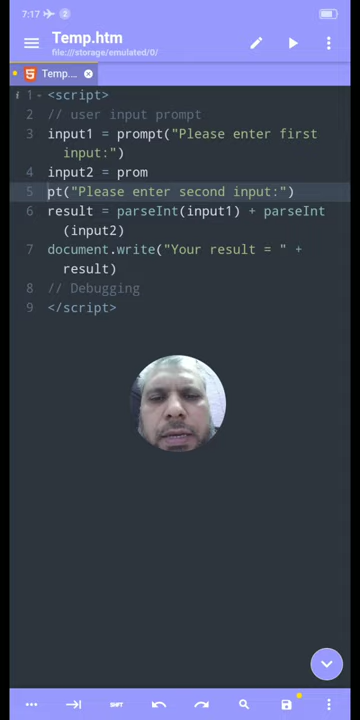 7:17
2
Temp.htm
file:///storage/emulated/0/
Temp....
1 <script>
2 // user input prompt
3 input1 = prompt("Please enter first
input:")
4 input2 = prom
5 pt("Please enter second input:")
6 result = parseInt(input1) + parseInt
(input2)
7 document.write("Your result = " +
result)
8 // Debugging
9 </script>
SHIFT